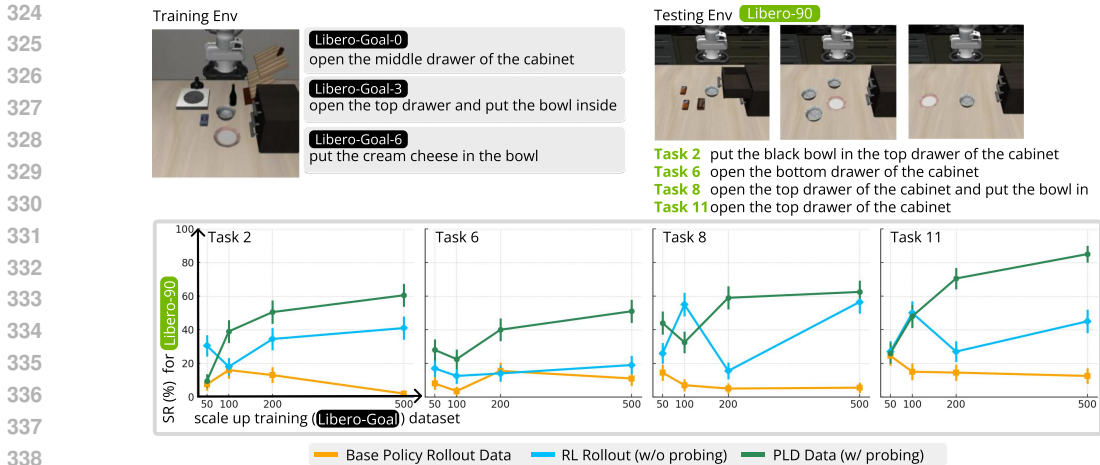 324
325
326
327
328
329
330
331
332
333
334
335
336
337
338
Training Env
Libero-Goal-0
open the middle drawer of the cabinet
Libero-Goal-3
open the top drawer and put the bowl inside
Libero-Goal-6
put the cream cheese in the bowl
Testing Env Libero-90
Task 2 put the black bowl in the top drawer of the cabinet
Task 6 open the bottom drawer of the cabinet
Task 8 open the top drawer of the cabinet and put the bowl in
Task 11 open the top drawer of the cabinet
SR (%) for Libero-90
100
80
60
40
20
0
Task 2
50 100 200 500
Task 6
50 100 200 500
Task 8
50 100 200 500
Task 11
50 100 200 500
scale up training (Libero-Goal) dataset
Base Policy Rollout Data RL Rollout (w/o probing) PLD Data (w/ probing)